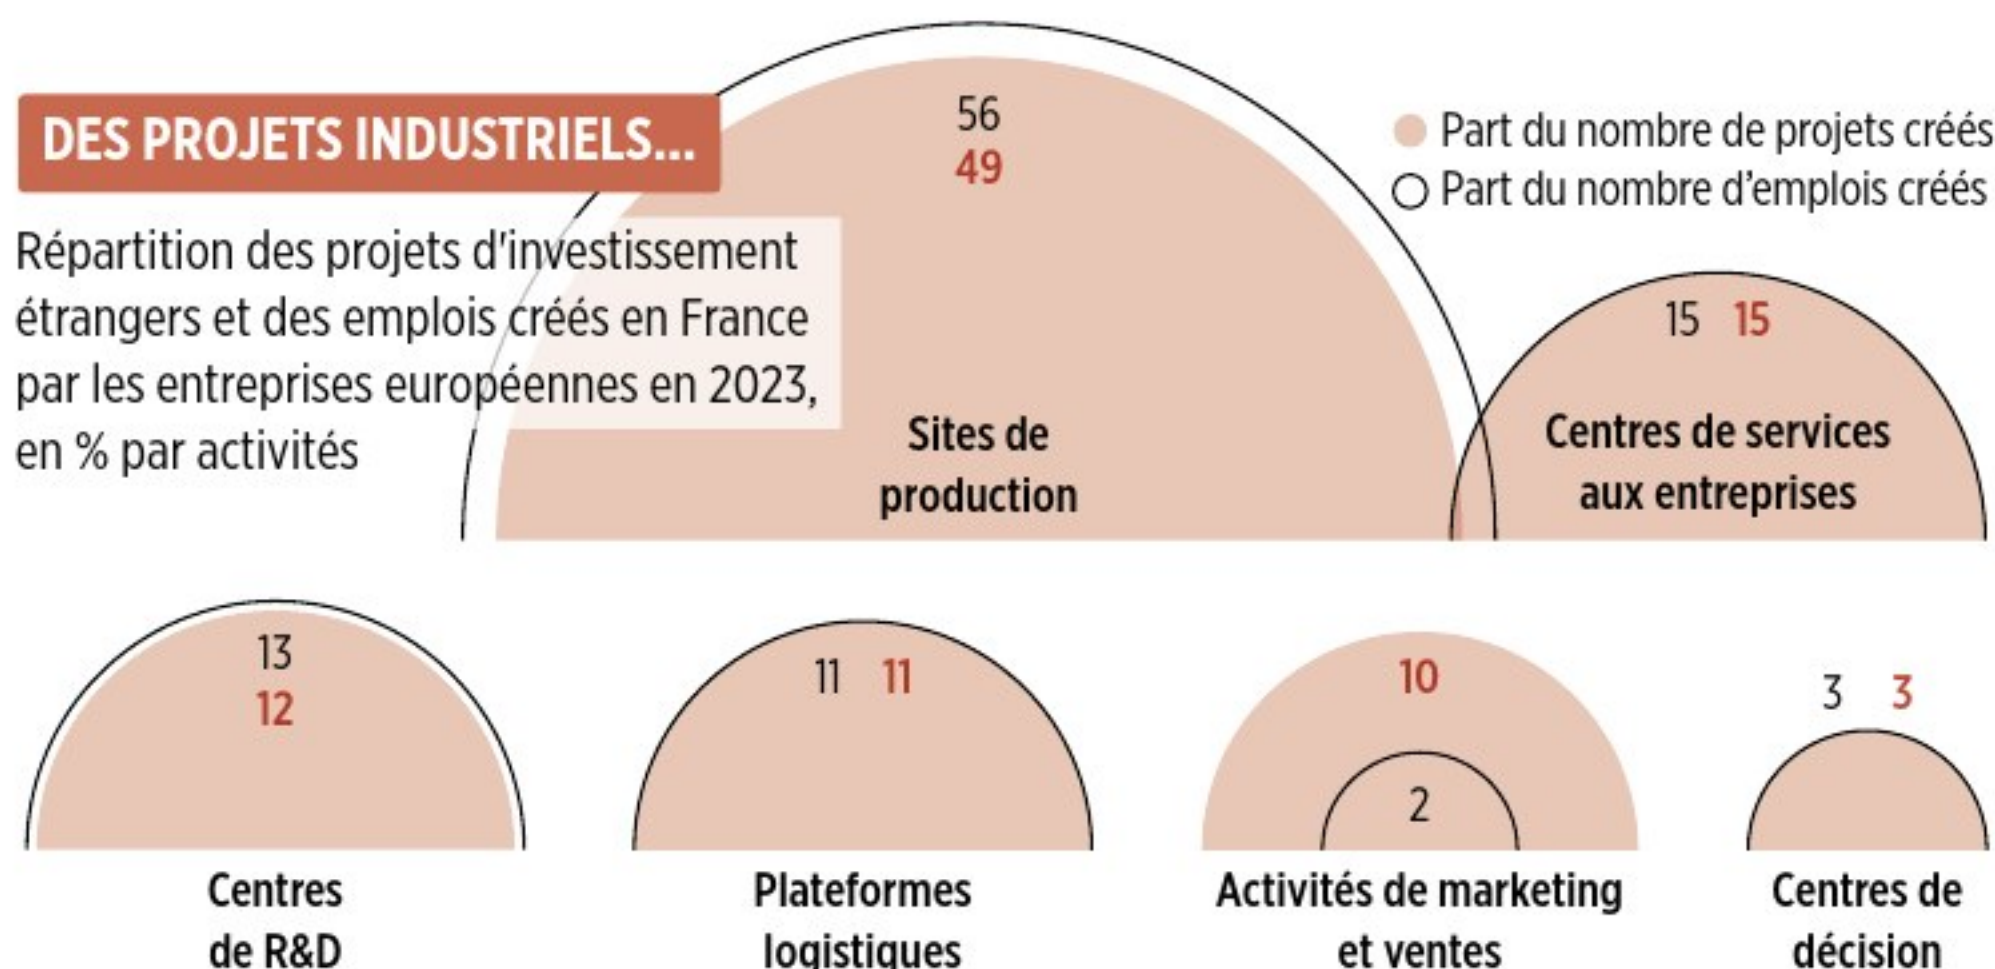 DES PROJETS INDUSTRIELS...
Répartition des projets d'investissement
étrangers et des emplois créés en France
par les entreprises européennes en 2023,
en % par activités
Part du nombre de projets créés
Part du nombre d'emplois créés
56
49
Sites de
production
15 15
Centres de services
aux entreprises
13
12
Centres
de R&D
11 11
Plateformes
logistiques
10
2
Activités de marketing
et ventes
3 3
Centres de
décision